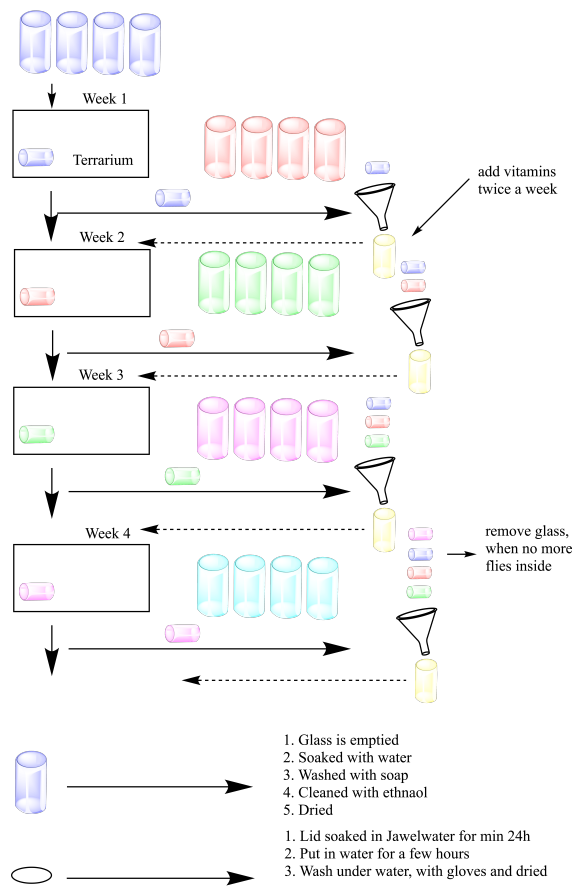 Week 1
Terrarium
add vitamins
twice a week
Week 2
Week 3
Week 4
remove glass,
when no more
flies inside
1. Glass is emptied
2. Soaked with water
3. Washed with soap
4. Cleaned with ethnaol
5. Dried
1. Lid soaked in Jawelwater for min 24h
2. Put in water for a few hours
3. Wash under water, with gloves and dried